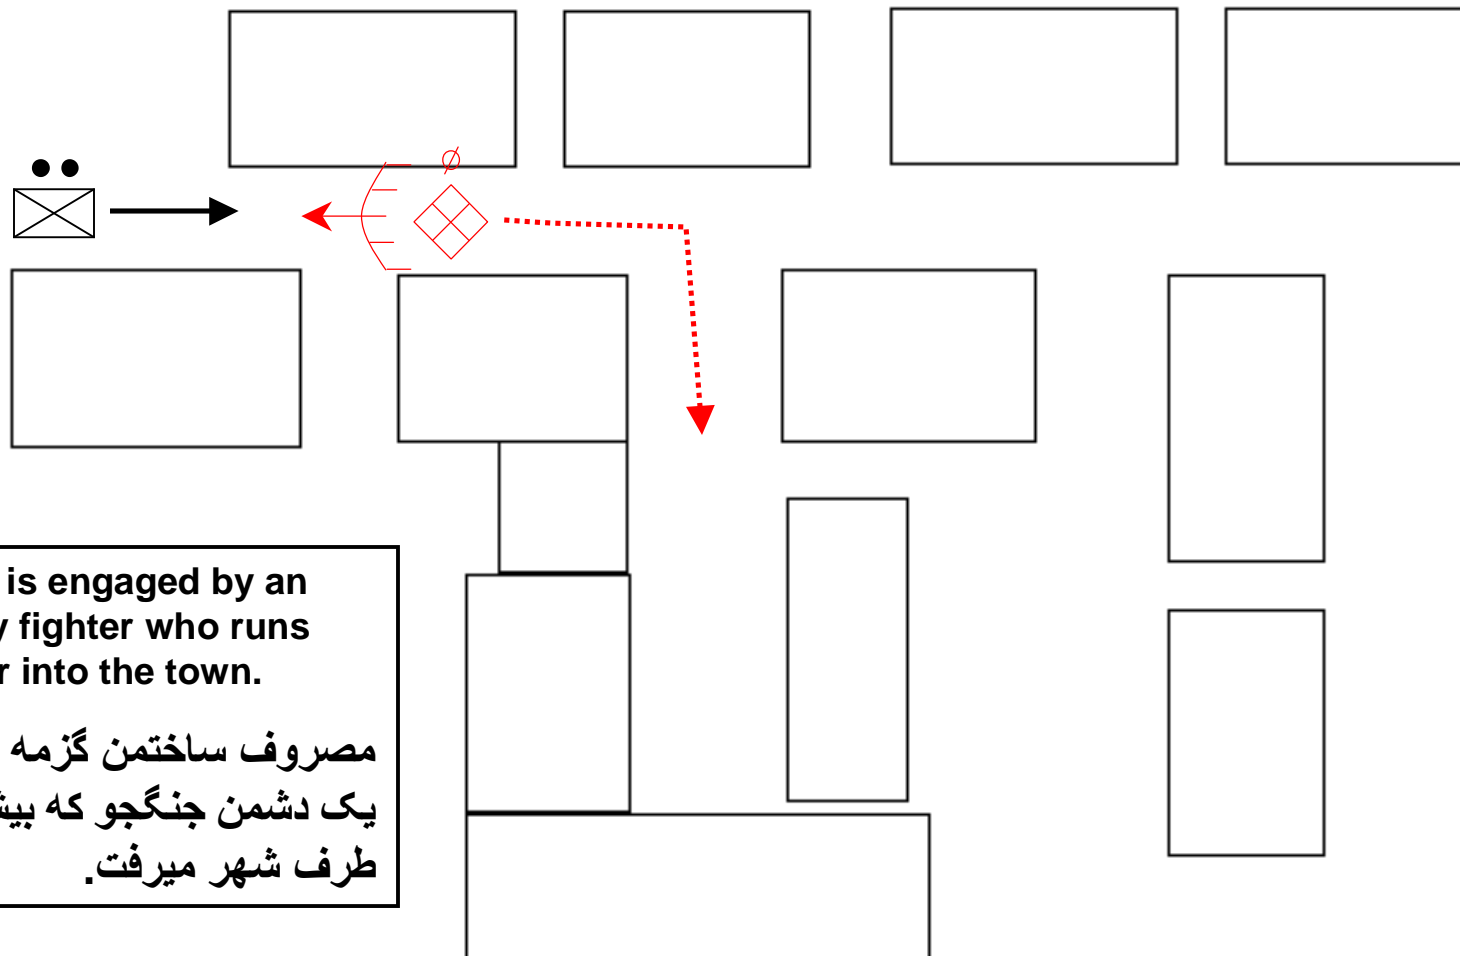 is engaged by an
fighter who runs
into the town.
مصروف ساختمن گزمه
یک دشمن جنگجو که
طرف شهر میرفت.